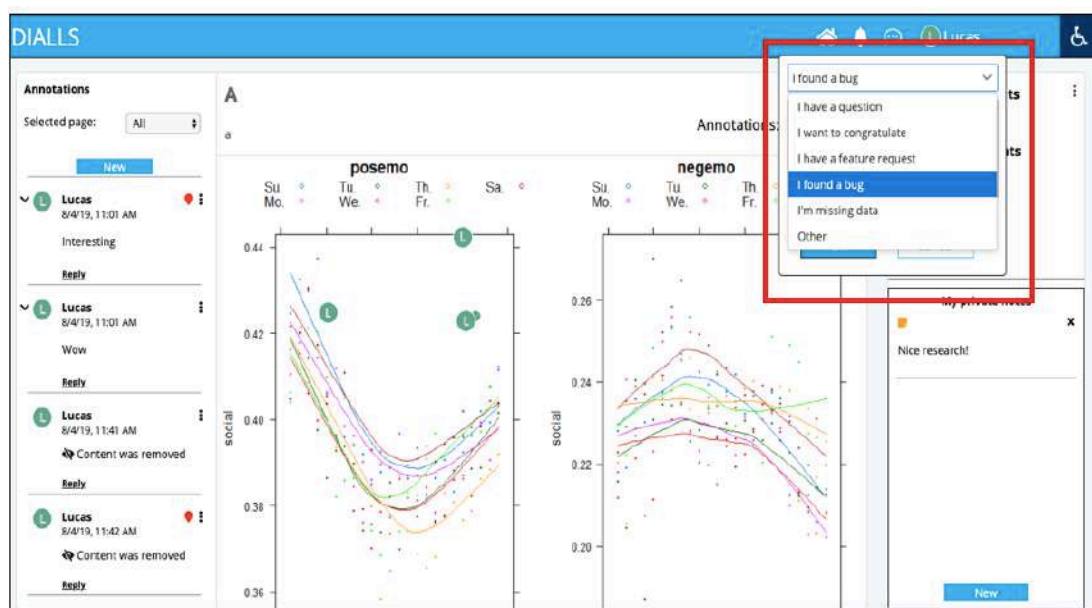 DIALLS
L Lucas
Annotations
Selected page: All
New
L Lucas
8/4/19, 11:01 AM
Interesting
Reply
L Lucas
8/4/19, 11:01 AM
Wow
Reply
L Lucas
8/4/19, 11:41 AM
Content was removed
Reply
L Lucas
8/4/19, 11:42 AM
Content was removed
Reply
A
a
Annotations:
posemo
Su. Tu. Th. Sa.
Mo. We. Fr.
0.44
0.42
0.40
0.38
0.36
social
L
L
L
negemo
Su. Tu. Th.
Mo. We. Fr.
0.26
0.24
0.22
0.20
social
I found a bug
I have a question
I want to congratulate
I have a feature request
I found a bug
I'm missing data
Other
ts
nts
My private notes
x
Nice research!
New